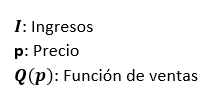 I: Ingresos
p: Precio
Q(p): Función de ventas